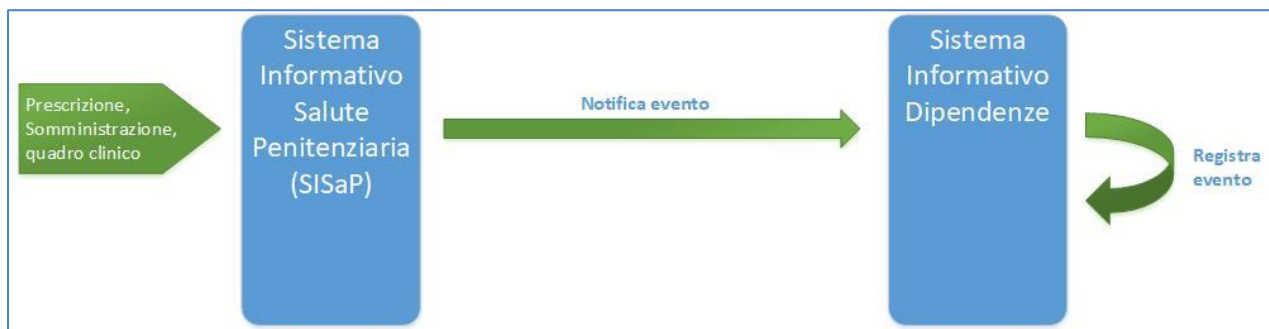 Prescrizione,
Somministrazione,
quadro clinico
Sistema
Informativo
Salute
Penitenziaria
(SISaP)
Notifica evento
Sistema
Informativo
Dipendenze
Registra
evento